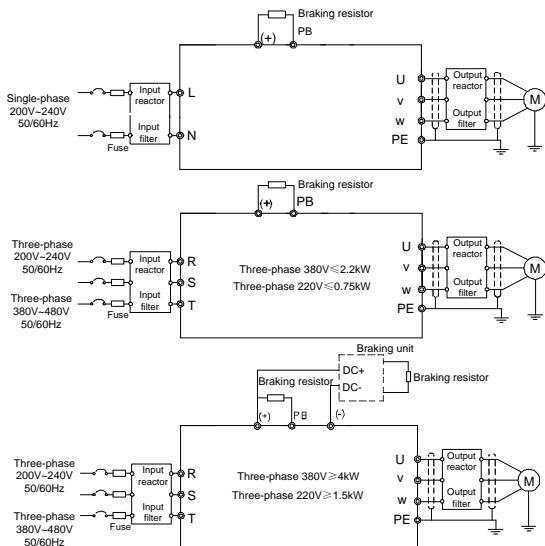 Braking resistor
(+)
PB
Single-phase
200V~240V
50/60Hz
Fuse
Input
reactor
Input
filter
L
N
U
v
w
PE
Output
reactor
Output
filter
M
Braking resistor
(+)
PB
Three-phase
200V~240V
50/60Hz
Three-phase
380V~480V
50/60Hz
Fuse
Input
reactor
Input
filter
R
S
T
Three-phase 380V≤2.2kW
Three-phase 220V≤0.75kW
U
v
w
PE
Output
reactor
Output
filter
M
Braking unit
DC+
DC-
Braking resistor
Braking resistor
(+)
PB
(-)
Three-phase
200V~240V
50/60Hz
Three-phase
380V~480V
50/60Hz
Fuse
Input
reactor
Input
filter
R
S
T
Three-phase 380V≥4kW
Three-phase 220V≥1.5kW
U
v
w
PE
Output
reactor
Output
filter
M